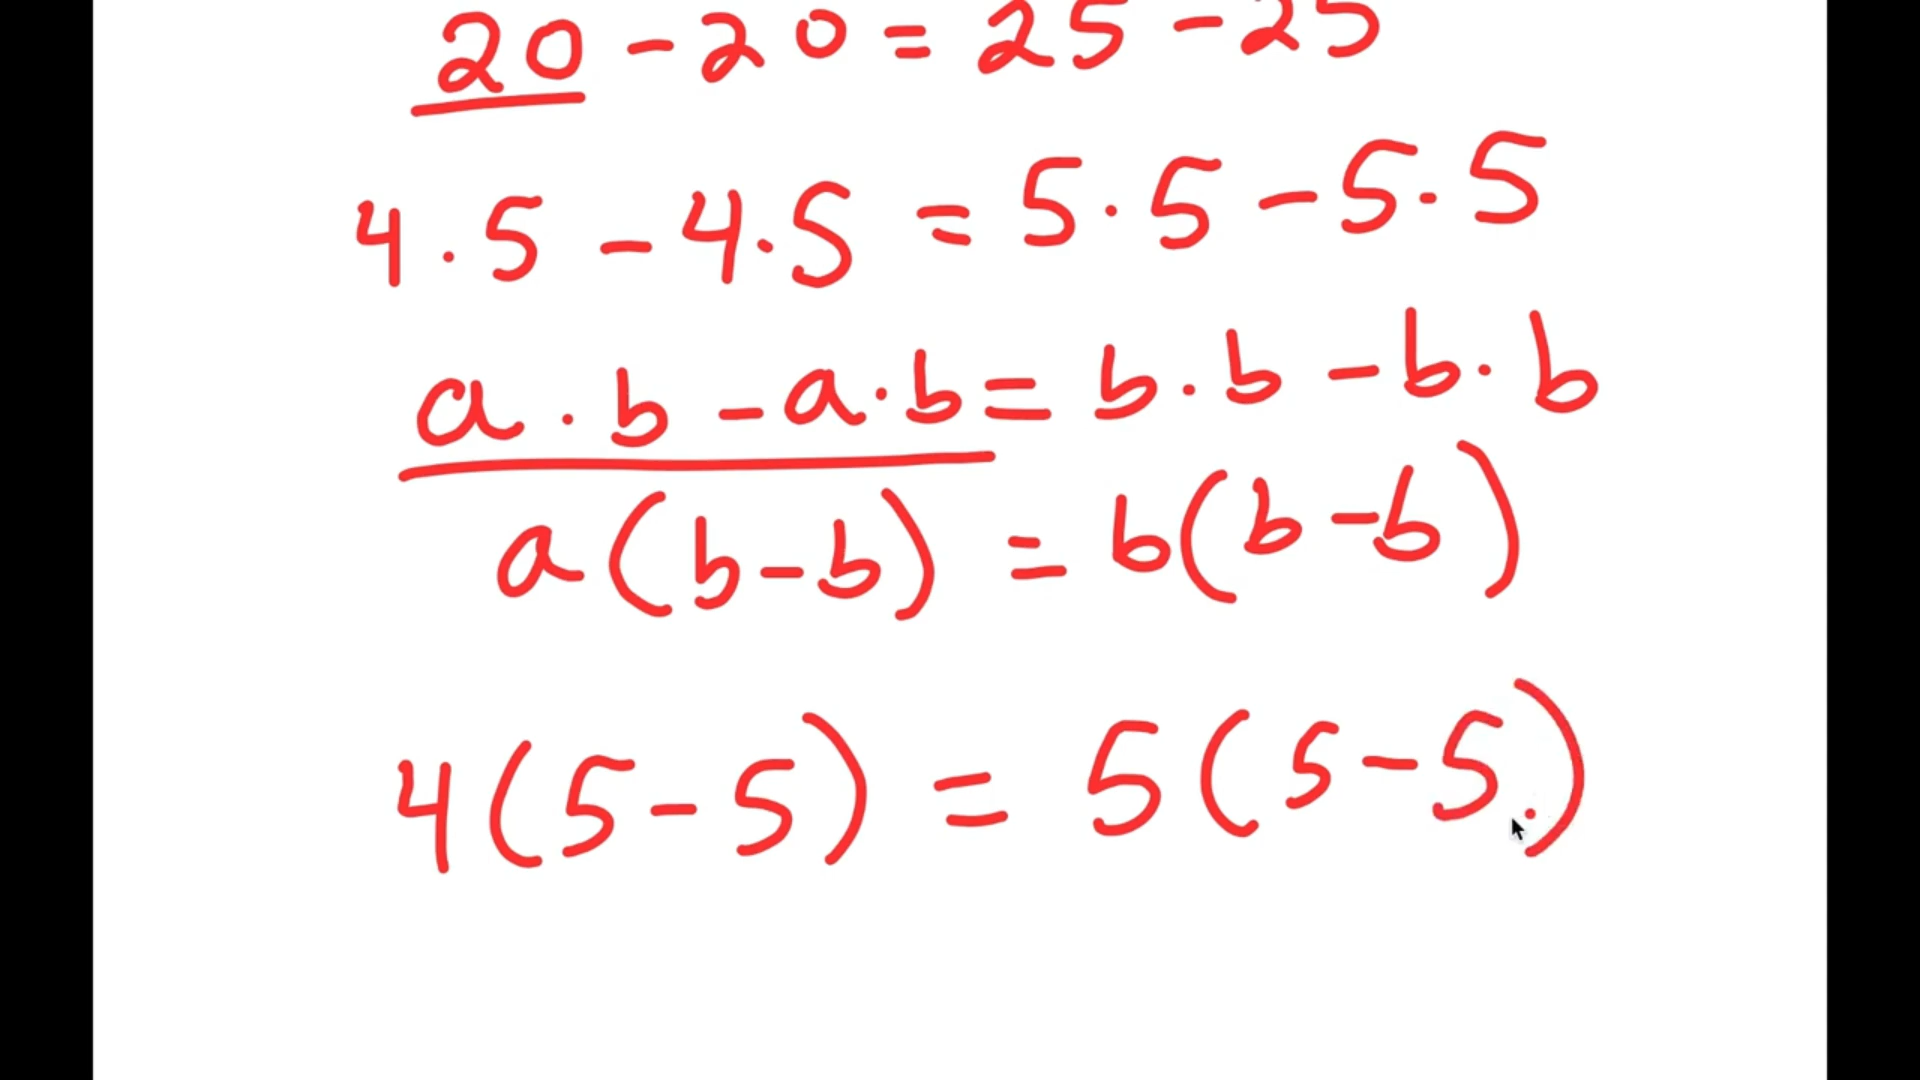 20 - 20 = 25 - 25
4 · 5 - 4 · 5 = 5 · 5 - 5 · 5
a · b - a · b = b · b - b · b
a(b - b) = b(b - b)
4(5 - 5) = 5(5 - 5)